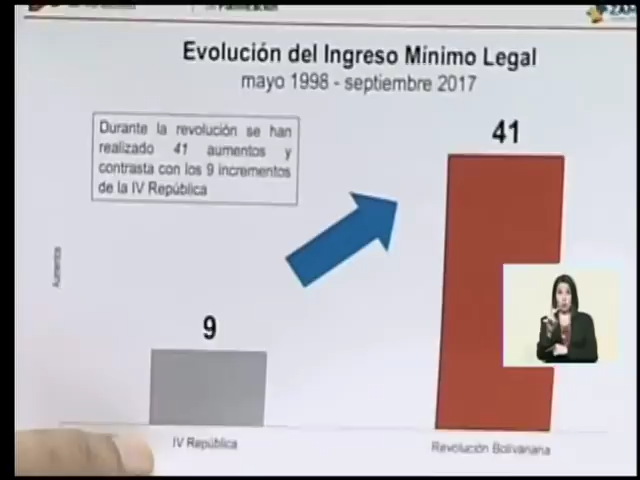 Evolución del Ingreso Mínimo Legal
mayo 1998 - septiembre 2017
Durante la revolución se han
realizado 41 aumentos y
contrasta con los 9 incrementos
de la IV República
41
9
Aumentos
IV República
Revolución Bolivariana